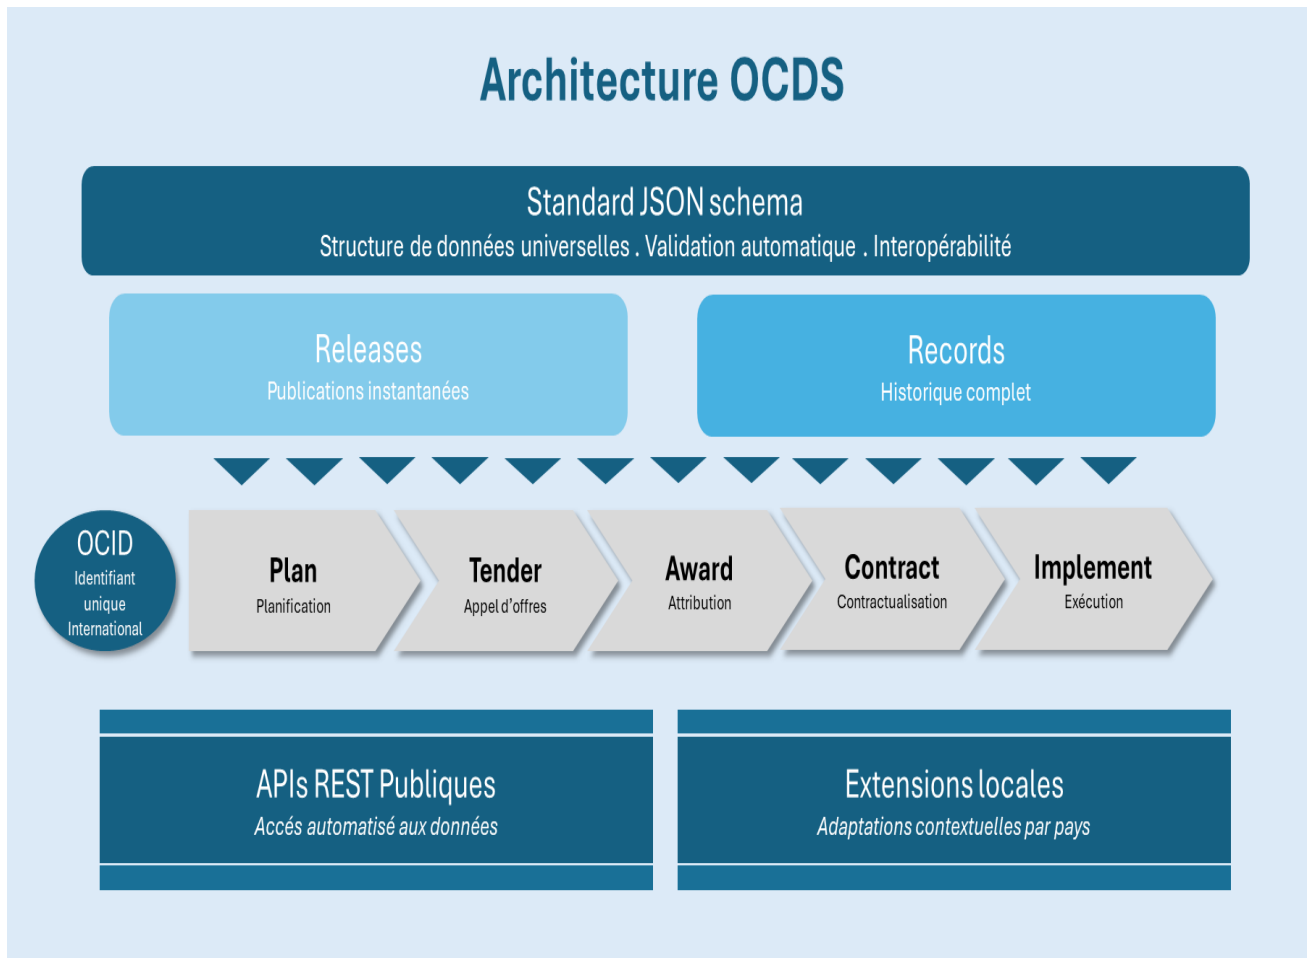 Architecture OCDS
Standard JSON schema
Structure de données universelles . Validation automatique . Interopérabilité
Releases
Publications instantanées
Records
Historique complet
OCID
Identifiant
unique
International
Plan
Planification
Tender
Appel d'offres
Award
Attribution
Contract
Contractualisation
Implement
Exécution
APIs REST Publiques
Accés automatisé aux données
Extensions locales
Adaptations contextuelles par pays